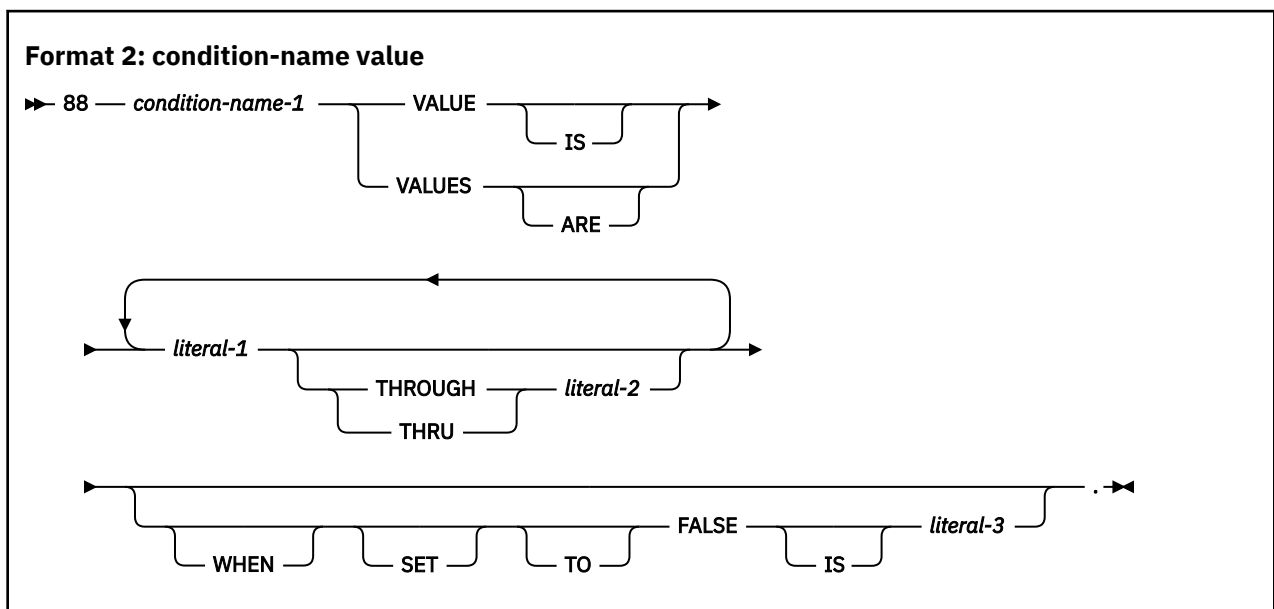 Format 2: condition-name value
88 condition-name-1 VALUE
IS
VALUES
ARE
literal-1
THROUGH literal-2
THRU
.
FALSE literal-3
WHEN SET TO IS